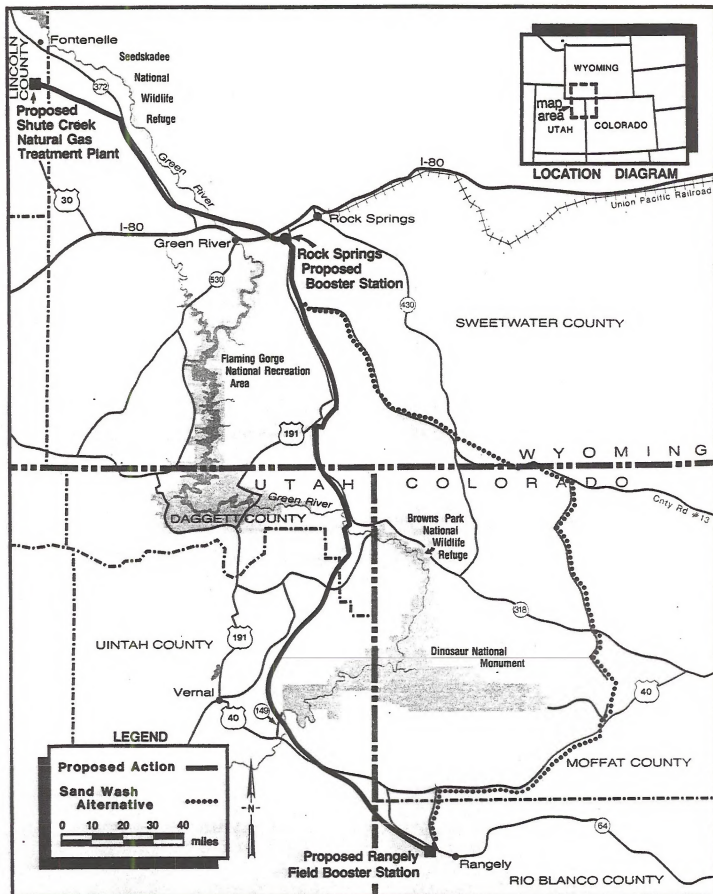 Fontenelle
LINCOLN
COUNTY
Seedskadee
National
Wildlife
Refuge
372
Proposed
Shute Creek
Natural Gas
Treatment Plant
Green River
WYOMING
map
area
UTAH
COLORADO
LOCATION DIAGRAM
30
I-80
I-80
Union Pacific Railroad
Rock Springs
Green River
Rock Springs
Proposed
Booster Station
530
430
SWEETWATER COUNTY
Flaming Gorge
National Recreation
Area
191
WYOMING
UTAH
COLORADO
Green River
DAGGETT COUNTY
Cnty Rd #13
Browns Park
National
Wildlife
Refuge
318
UINTAH COUNTY
191
Dinosaur National
Monument
Vernal
40
149
40
MOFFAT COUNTY
LEGEND
Proposed Action
Sand Wash
Alternative
0 10 20 30 40
miles
-N-
64
Proposed Rangely
Field Booster Station
Rangely
RIO BLANCO COUNTY